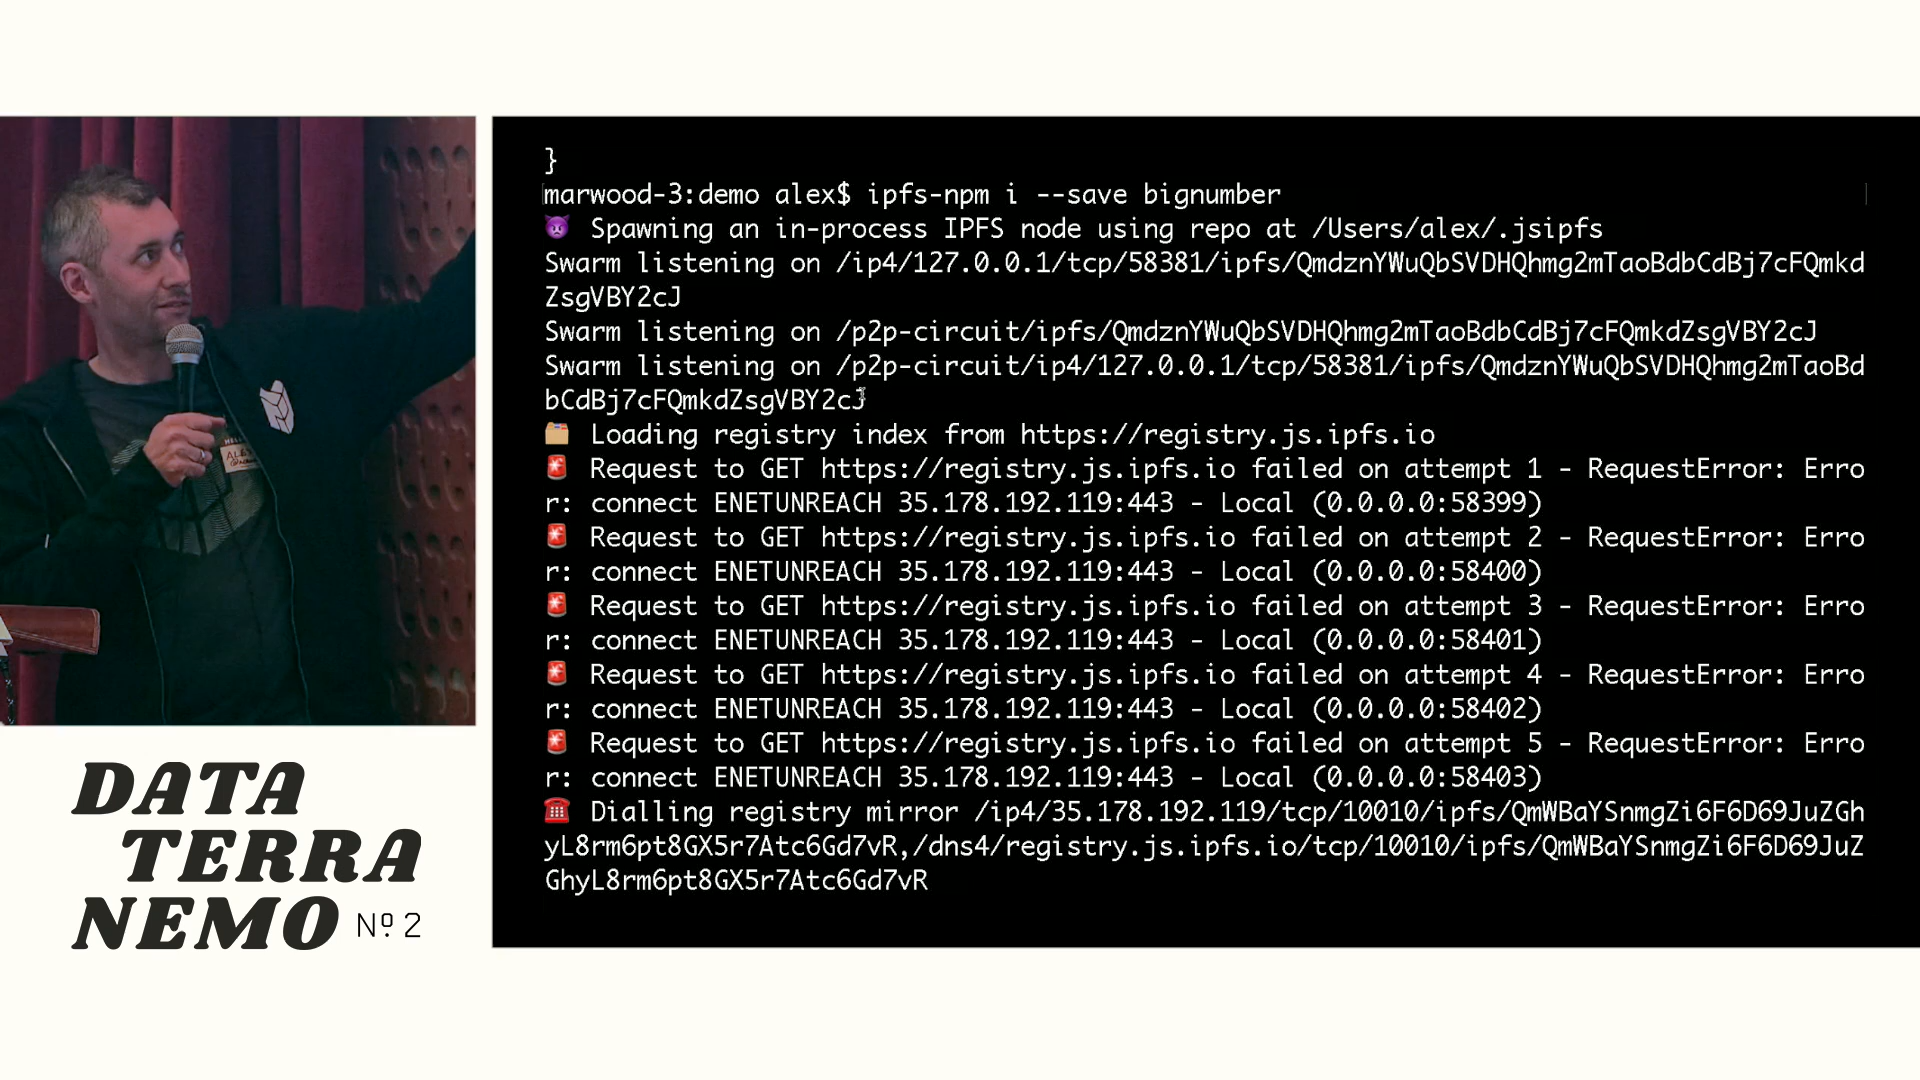 }
marwood-3:demo alex$ ipfs-npm i --save bignumber
😈 Spawning an in-process IPFS node using repo at /Users/alex/.jsipfs
Swarm listening on /ip4/127.0.0.1/tcp/58381/ipfs/QmdznYWuQbSVDHQhmg2mTaoBdbCdBj7cFQmkd
ZsgVBY2cJ
Swarm listening on /p2p-circuit/ipfs/QmdznYWuQbSVDHQhmg2mTaoBdbCdBj7cFQmkdZsgVBY2cJ
Swarm listening on /p2p-circuit/ip4/127.0.0.1/tcp/58381/ipfs/QmdznYWuQbSVDHQhmg2mTaoBd
bCdBj7cFQmkdZsgVBY2cJ
🗂 Loading registry index from https://registry.js.ipfs.io
🚨 Request to GET https://registry.js.ipfs.io failed on attempt 1 - RequestError: Erro
r: connect ENETUNREACH 35.178.192.119:443 - Local (0.0.0.0:58399)
🚨 Request to GET https://registry.js.ipfs.io failed on attempt 2 - RequestError: Erro
r: connect ENETUNREACH 35.178.192.119:443 - Local (0.0.0.0:58400)
🚨 Request to GET https://registry.js.ipfs.io failed on attempt 3 - RequestError: Erro
r: connect ENETUNREACH 35.178.192.119:443 - Local (0.0.0.0:58401)
🚨 Request to GET https://registry.js.ipfs.io failed on attempt 4 - RequestError: Erro
r: connect ENETUNREACH 35.178.192.119:443 - Local (0.0.0.0:58402)
🚨 Request to GET https://registry.js.ipfs.io failed on attempt 5 - RequestError: Erro
r: connect ENETUNREACH 35.178.192.119:443 - Local (0.0.0.0:58403)
☎️ Dialling registry mirror /ip4/35.178.192.119/tcp/10010/ipfs/QmWBaYSnmgZi6F6D69JuZGh
yL8rm6pt8GX5r7Atc6Gd7vR,/dns4/registry.js.ipfs.io/tcp/10010/ipfs/QmWBaYSnmgZi6F6D69JuZ
GhyL8rm6pt8GX5r7Atc6Gd7vR
DATA
TERRA
NEMO Nº 2